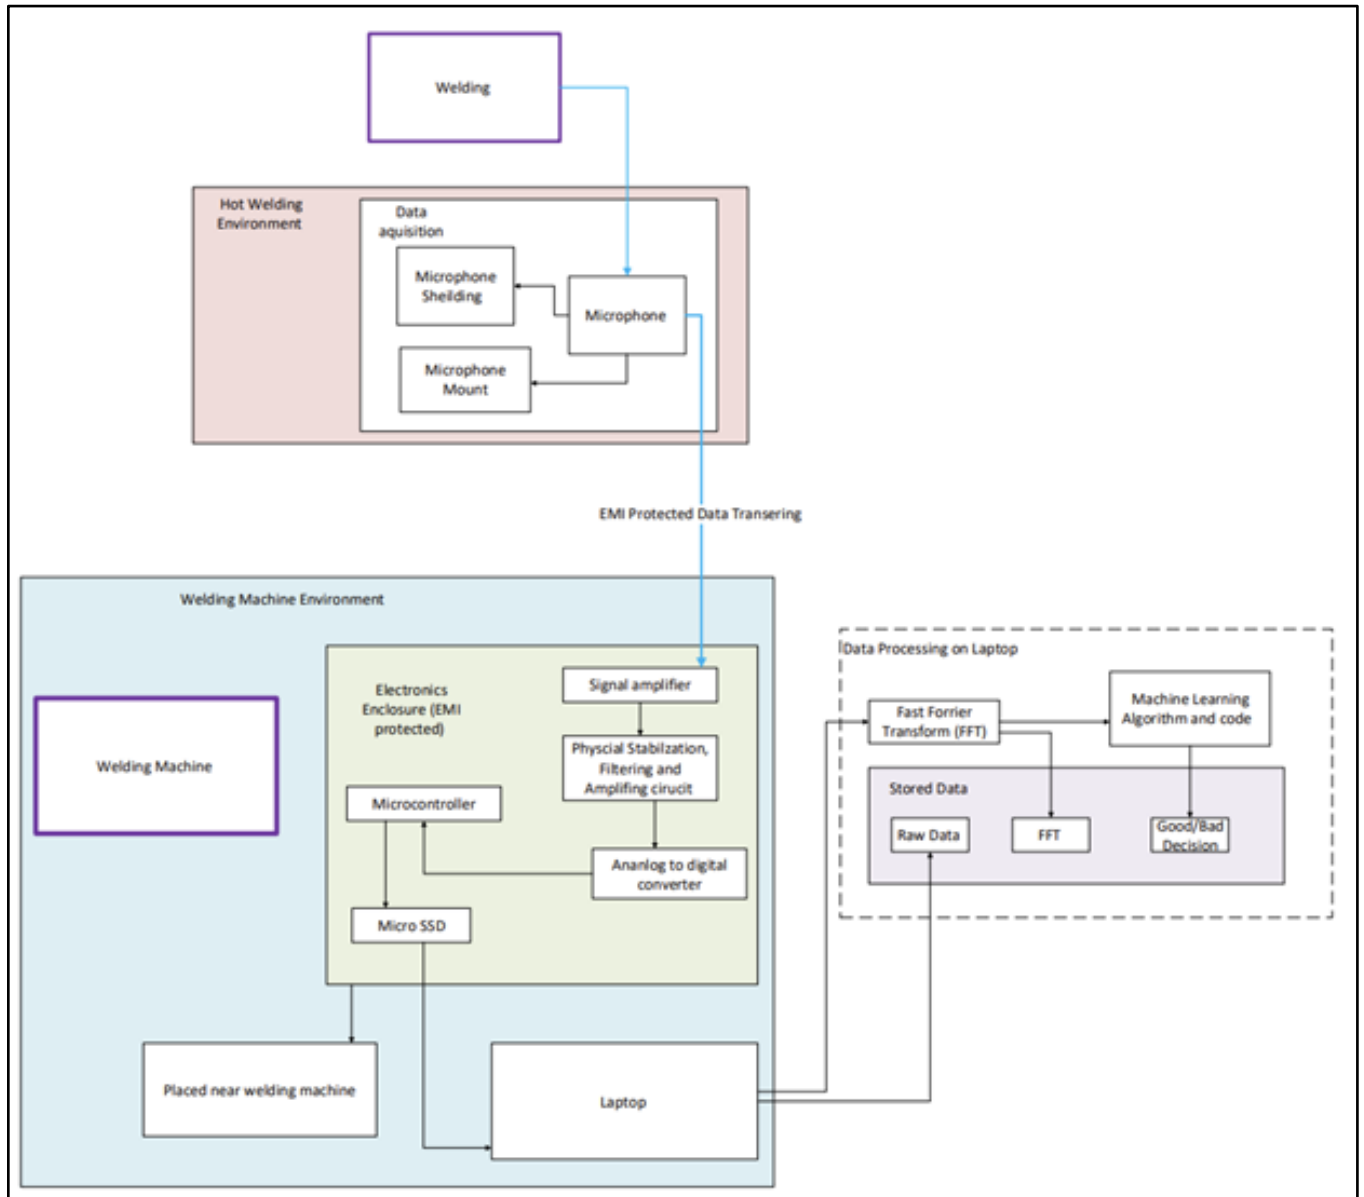 Welding
Hot Welding
Environment
Data
aquisition
Microphone
Sheilding
Microphone
Microphone
Mount
EMI Protected Data Transering
Welding Machine Environment
Electronics
Enclosure (EMI
protected)
Signal amplifier
Physcial Stabilzation,
Filtering and
Amplifing cirucit
Welding Machine
Microcontroller
Ananlog to digital
converter
Micro SSD
Placed near welding machine
Laptop
Data Processing on Laptop
Fast Forrier
Transform (FFT)
Machine Learning
Algorithm and code
Stored Data
Raw Data
FFT
Good/Bad
Decision